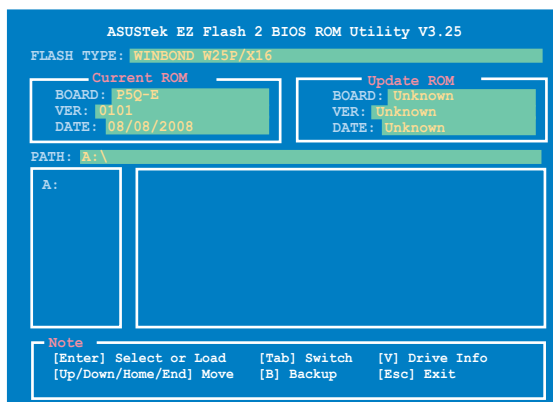 ASUSTek EZ Flash 2 BIOS ROM Utility V3.25
FLASH TYPE: WINBOND W25P/X16
Current ROM
BOARD: P5Q-E
VER: 0101
DATE: 08/08/2008
Update ROM
BOARD: Unknown
VER: Unknown
DATE: Unknown
PATH: A:\
A:
Note
[Enter] Select or Load [Tab] Switch [V] Drive Info
[Up/Down/Home/End] Move [B] Backup [Esc] Exit